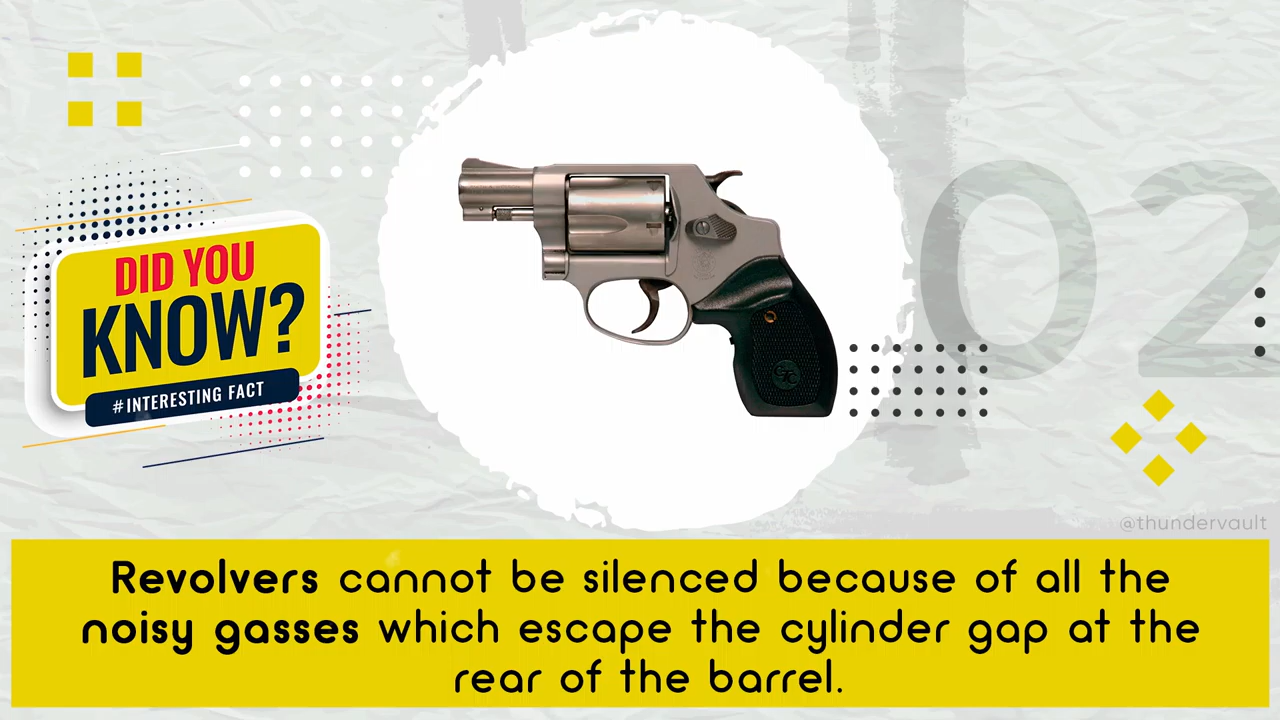 DID YOU
KNOW?
#INTERESTING FACT
02
@thundervault
Revolvers cannot be silenced because of all the
noisy gasses which escape the cylinder gap at the
rear of the barrel.